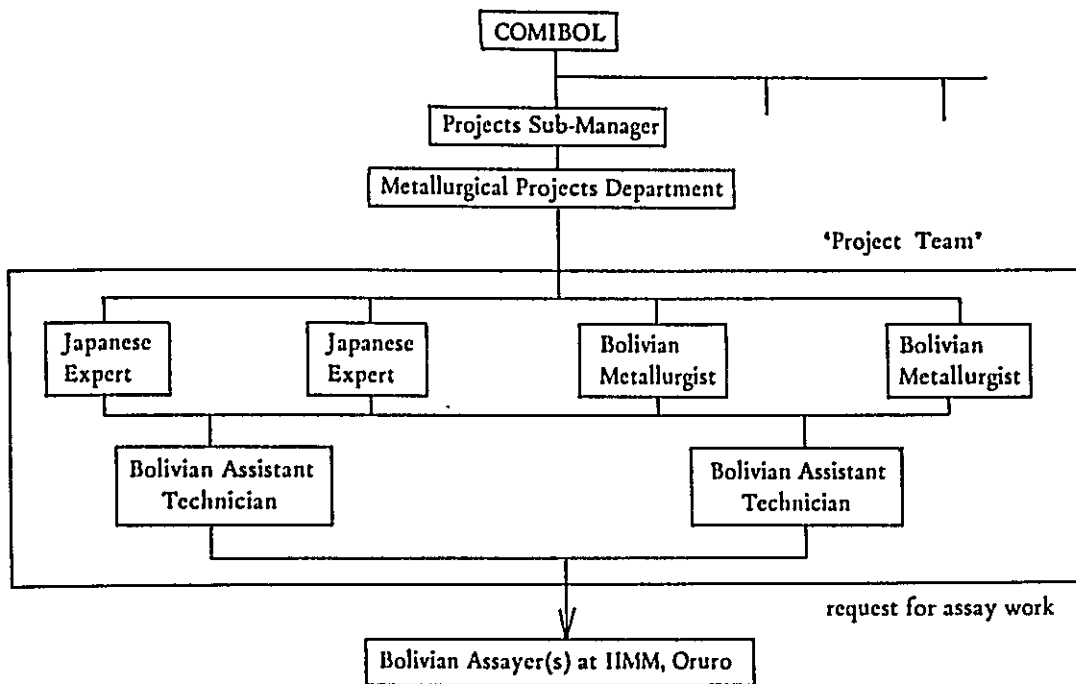 COMIBOL
Projects Sub-Manager
Metallurgical Projects Department
'Project Team'
Japanese
Expert
Japanese
Expert
Bolivian
Metallurgist
Bolivian
Metallurgist
Bolivian Assistant
Technician
Bolivian Assistant
Technician
request for assay work
Bolivian Assayer(s) at IIMM, Oruro